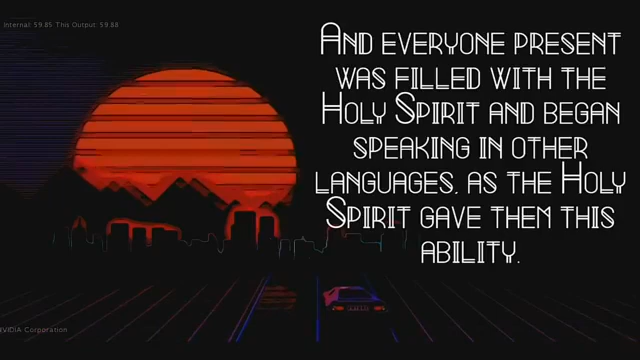 Internal: 59.85 This Output: 59.88
And everyone present
was filled with the
Holy Spirit and began
speaking in other
languages, as the Holy
Spirit gave them this
ability.
NVIDIA Corporation